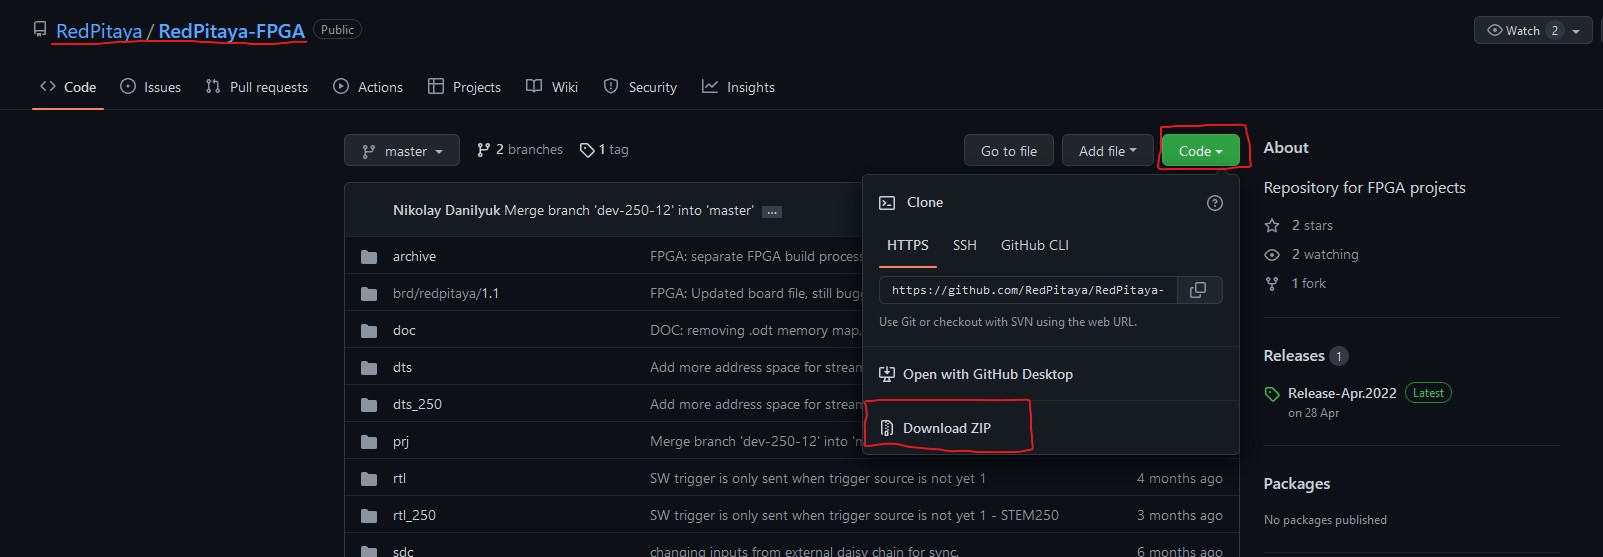 RedPitaya / RedPitaya-FPGA Public
Watch 2
Code Issues Pull requests Actions Projects Wiki Security Insights
master 2 branches 1 tag Go to file Add file Code
Nikolay Danilyuk Merge branch 'dev-250-12' into 'master' ...
archive FPGA: separate FPGA build process
brd/redpitaya/1.1 FPGA: Updated board file, still bugg
doc DOC: removing .odt memory map,
dts Add more address space for stream
dts_250 Add more address space for stream
prj Merge branch 'dev-250-12' into 'm
rtl SW trigger is only sent when trigger source is not yet 1 4 months ago
rtl_250 SW trigger is only sent when trigger source is not yet 1 - STEM250 3 months ago
sdc changing inputs from external daisy chain for sync. 6 months ago
Clone
HTTPS SSH GitHub CLI
https://github.com/RedPitaya/RedPitaya-
Use Git or checkout with SVN using the web URL.
Open with GitHub Desktop
Download ZIP
About
Repository for FPGA projects
2 stars
2 watching
1 fork
Releases 1
Release-Apr.2022 Latest
on 28 Apr
Packages
No packages published